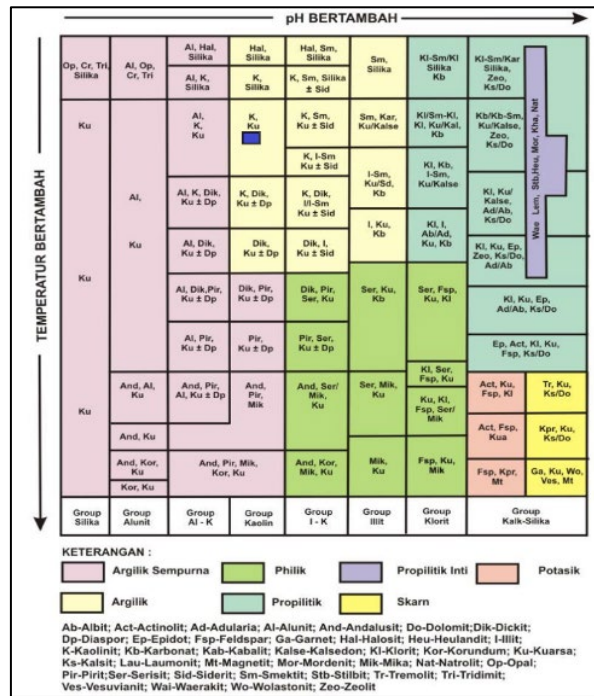 pH BERTAMBAH
TEMPERATUR BERTAMBAH
Op, Cr, Tri,
Silika
Ku
Ku
Ku
Al, Op,
Cr, Tri
Al,
Ku
And, Al,
Ku
And, Ku
And, Kor,
Ku
Kor, Ku
Al, Hal,
Silika
Al, K,
Silika
Al,
K,
Ku
Al, K, Dik,
Ku ± Dp
Al, Dik,
Ku ± Dp
Al, Dik,Pir,
Ku ± Dp
Al, Pir,
Ku ± Dp
And, Pir,
Al, Ku ± Dp
And, Pir, Mik,
Kor, Ku
Hal,
Silika
K,
Silika
K,
Ku
K, Dik,
Ku ± Dp
Dik,
Ku ± Dp
Dik, Pir,
Ku ± Dp
Pir,
Ku ± Dp
And,
Pir,
Mik
Hal, Sm,
Silika
K, Sm, Silika
± Sid
K, Sm,
Ku ± Sid
K, I-Sm
Ku ± Sid
K, Dik,
I/I-Sm
Ku ± Sid
Dik, I,
Ku ± Sid
Dik, Pir,
Ser, Ku
Pir, Ser,
Ku ± Dp
And, Ser/
Mik, Ku
And, Kor,
Mik, Ku
Sm,
Silika
Sm, Kar,
Ku/Kalse
I-Sm,
Ku/Sd,
Kb
I, Ku,
Kb
Ser, Ku,
Kb
Ser, Mik,
Ku
Mik,
Ku
Kl-Sm/Kl
Silika
Kb
Kl/Sm-Kl,
Kl, Ku/Kal,
Kb
Kl, Kb,
I-Sm,
Ku/Kalse
Kl, I,
Ab/Ad,
Ku, Kb
Ser, Fsp,
Ku, Kl
Kl, Ser,
Fsp, Ku
Ku, Kl,
Fsp, Ser/
Mik
Fsp, Ku,
Mik
Kl-Sm/Kar
Silika,
Zeo,
Ks/Do
Kb/Kb-Sm,
Ku/Kalse,
Zeo,
Ks/Do
Kl, Ku/
Kalse,
Ad/Ab,
Ks/Do
Kl, Ku, Ep,
Zeo, Ks/Do,
Ad/Ab
Kl, Ku, Ep,
Ad/Ab, Ks/Do
Ep, Act, Kl, Ku,
Fsp, Ks/Do
Act, Ku,
Fsp, Kl
Act, Fsp,
Kua
Fsp, Kpr,
Mt
Tr, Ku,
Ks/Do
Kpr, Ku,
Ks/Do
Ga, Ku, Wo,
Ves, Mt
Wae Lem, Stb,Heu, Mor, Kha, Nat
Group
Silika
Group
Alunit
Group
Al - K
Group
Kaolin
Group
I - K
Group
Illit
Group
Klorit
Group
Kalk-Silika
KETERANGAN :
Argilik Sempurna
Philik
Propilitik Inti
Potasik
Argilik
Propilitik
Skarn
Ab-Albit; Act-Actinolit; Ad-Adularia; Al-Alunit; And-Andalusit; Do-Dolomit;Dik-Dickit;
Dp-Diaspor; Ep-Epidot; Fsp-Feldspar; Ga-Garnet; Hal-Halosit; Heu-Heulandit; I-Illit;
K-Kaolinit; Kb-Karbonat; Kab-Kabalit; Kalse-Kalsedon; Kl-Klorit; Kor-Korundum; Ku-Kuarsa;
Ks-Kalsit; Lau-Laumonit; Mt-Magnetit; Mor-Mordenit; Mik-Mika; Nat-Natrolit; Op-Opal;
Pir-Pirit;Ser-Serisit; Sid-Siderit; Sm-Smektit; Stb-Stilbit; Tr-Tremolit; Tri-Tridimit;
Ves-Vesuvianit; Wai-Waerakit; Wo-Wolastonit; Zeo-Zeolit